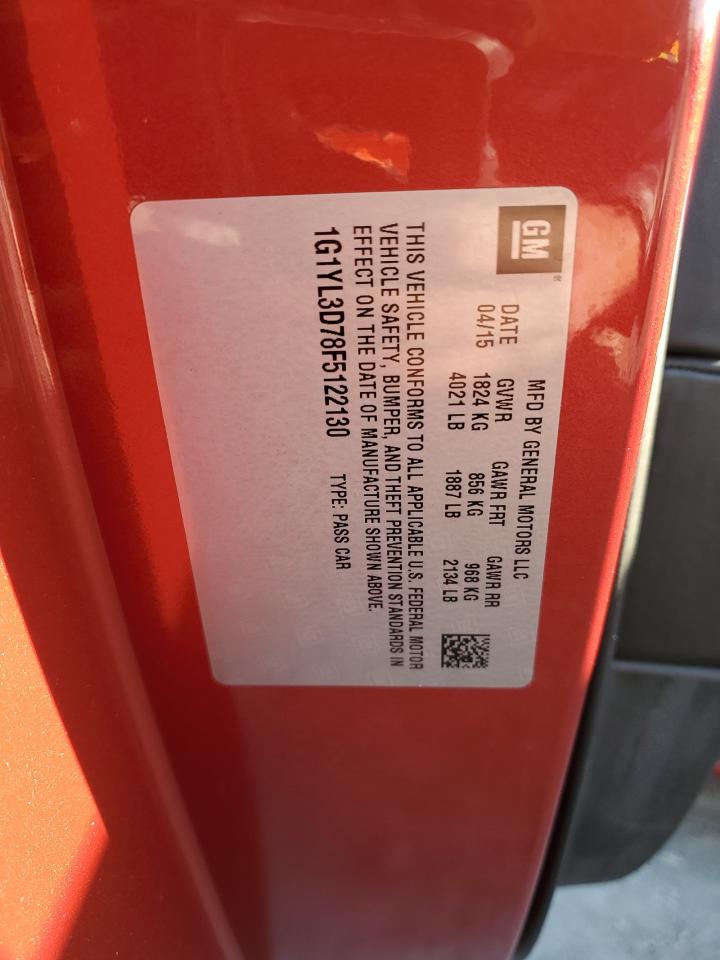 GM
MFD BY GENERAL MOTORS LLC
DATE GVWR GAWR FRT GAWR RR
04/15 1824 KG 856 KG 968 KG
4021 LB 1887 LB 2134 LB
THIS VEHICLE CONFORMS TO ALL APPLICABLE U.S. FEDERAL MOTOR
VEHICLE SAFETY, BUMPER, AND THEFT PREVENTION STANDARDS IN
EFFECT ON THE DATE OF MANUFACTURE SHOWN ABOVE.
1G1YL3D78F5122130 TYPE: PASS CAR